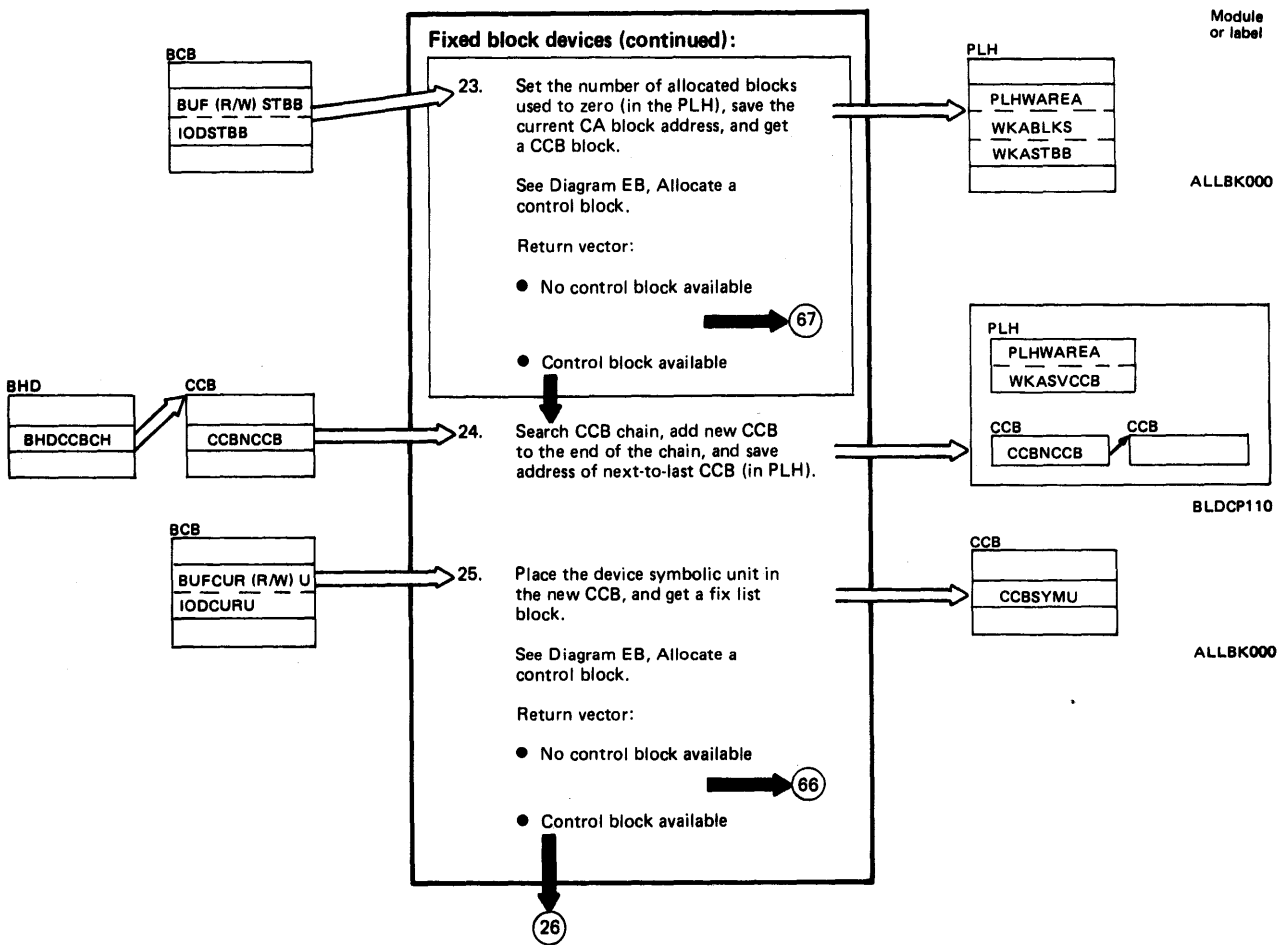 Module
or label
Fixed block devices (continued):
BCB
BUF (R/W) STBB
IODSTBB
23. Set the number of allocated blocks
used to zero (in the PLH), save the
current CA block address, and get
a CCB block.
See Diagram EB, Allocate a
control block.
Return vector:
● No control block available
67
● Control block available
PLH
PLHWAREA
WKABLKS
WKASTBB
ALLBK000
BHD
BHDCCBCH
CCB
CCBNCCB
24. Search CCB chain, add new CCB
to the end of the chain, and save
address of next-to-last CCB (in PLH).
PLH
PLHWAREA
WKASVCCB
CCB
CCBNCCB
CCB
BLDCP110
BCB
BUFCUR (R/W) U
IODCURU
25. Place the device symbolic unit in
the new CCB, and get a fix list
block.
See Diagram EB, Allocate a
control block.
Return vector:
● No control block available
66
● Control block available
26
CCB
CCBSYMU
ALLBK000